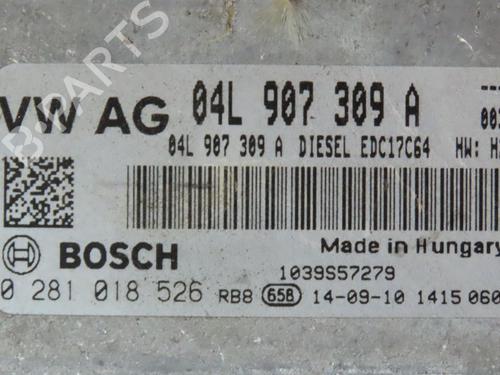 VW AG 04L 907 309 A
04L 907 309 A DIESEL EDC17C64 HW:
BOSCH
Made in Hungary
1039S57279
0 281 018 526 RB8 658 14-09-10 1415
B-PARTS